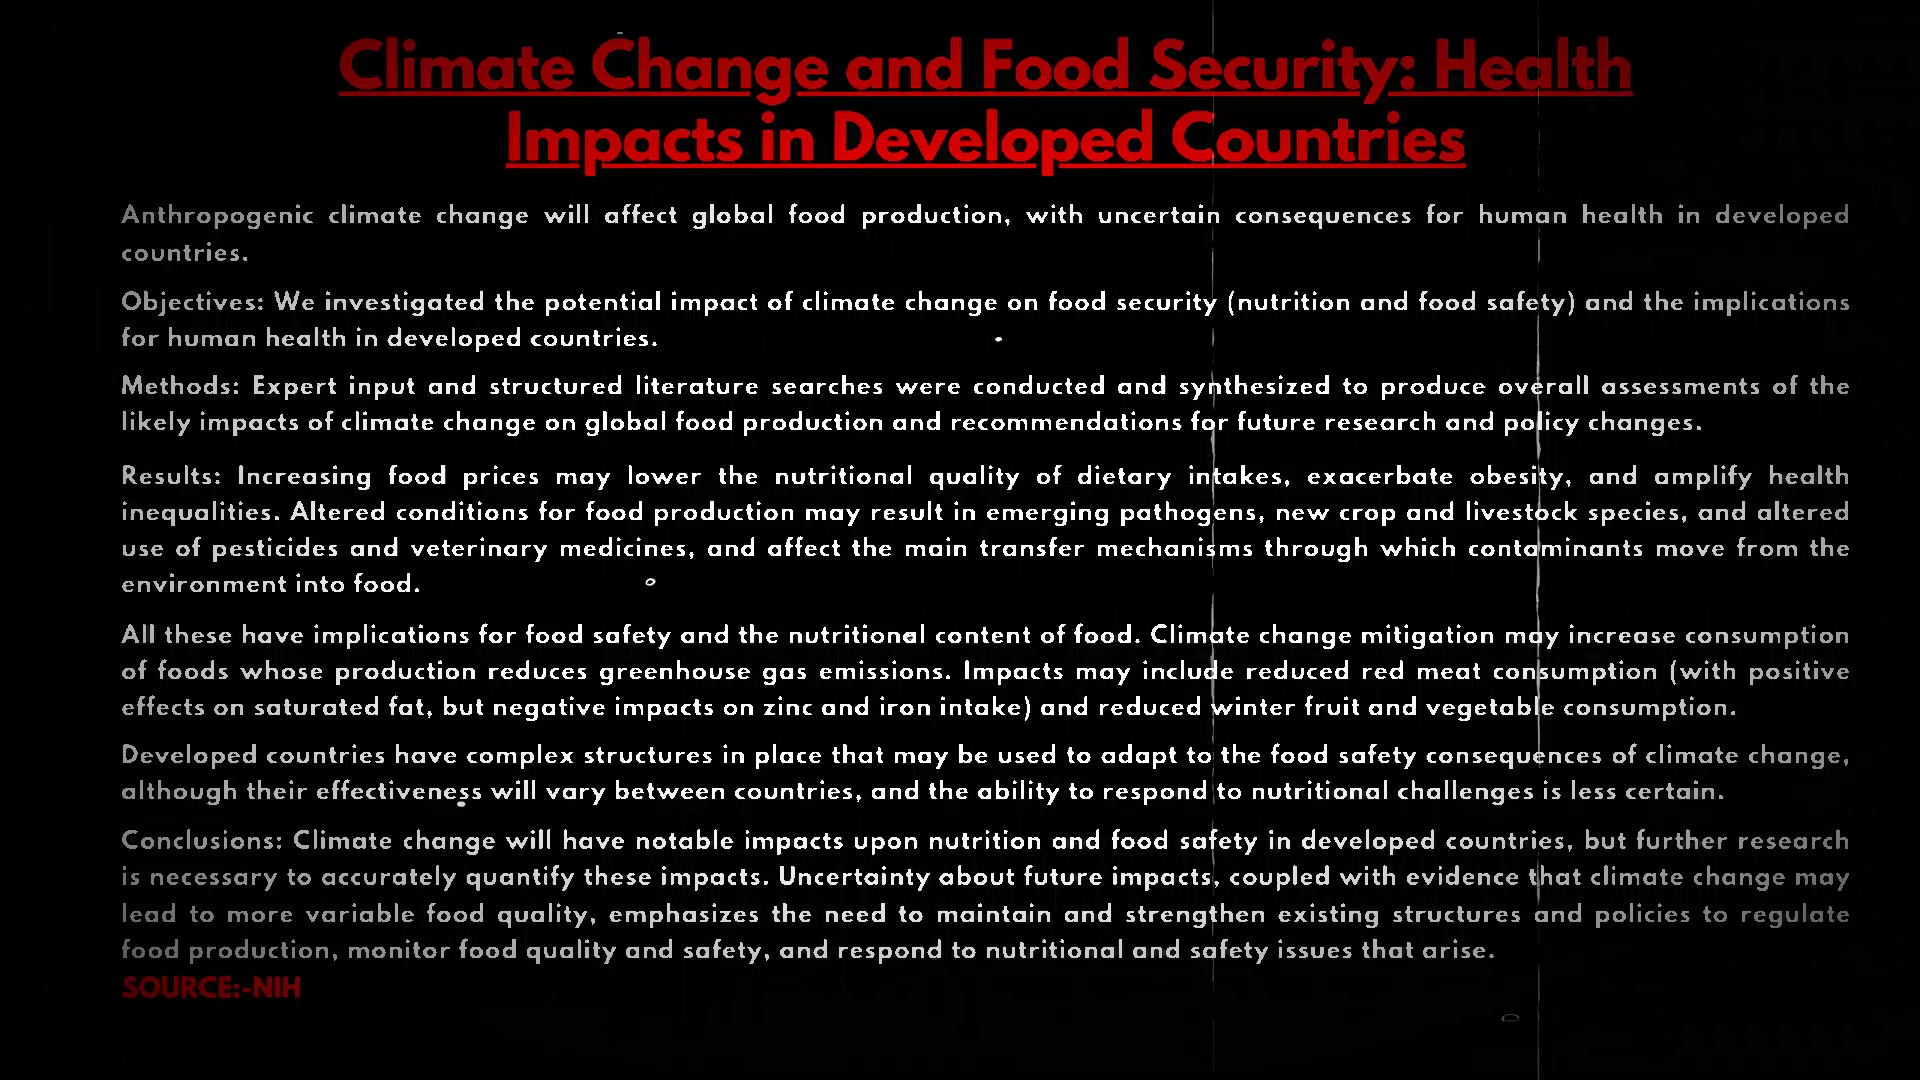 Climate Change and Food Security: Health
Impacts in Developed Countries
Anthropogenic climate change will affect global food production, with uncertain consequences for human health in developed
countries.
Objectives: We investigated the potential impact of climate change on food security (nutrition and food safety) and the implications
for human health in developed countries.
Methods: Expert input and structured literature searches were conducted and synthesized to produce overall assessments of the
likely impacts of climate change on global food production and recommendations for future research and policy changes.
Results: Increasing food prices may lower the nutritional quality of dietary intakes, exacerbate obesity, and amplify health
inequalities. Altered conditions for food production may result in emerging pathogens, new crop and livestock species, and altered
use of pesticides and veterinary medicines, and affect the main transfer mechanisms through which contaminants move from the
environment into food.
All these have implications for food safety and the nutritional content of food. Climate change mitigation may increase consumption
of foods whose production reduces greenhouse gas emissions. Impacts may include reduced red meat consumption (with positive
effects on saturated fat, but negative impacts on zinc and iron intake) and reduced winter fruit and vegetable consumption.
Developed countries have complex structures in place that may be used to adapt to the food safety consequences of climate change,
although their effectiveness will vary between countries, and the ability to respond to nutritional challenges is less certain.
Conclusions: Climate change will have notable impacts upon nutrition and food safety in developed countries, but further research
is necessary to accurately quantify these impacts. Uncertainty about future impacts, coupled with evidence that climate change may
lead to more variable food quality, emphasizes the need to maintain and strengthen existing structures and policies to regulate
food production, monitor food quality and safety, and respond to nutritional and safety issues that arise.
SOURCE:-NIH